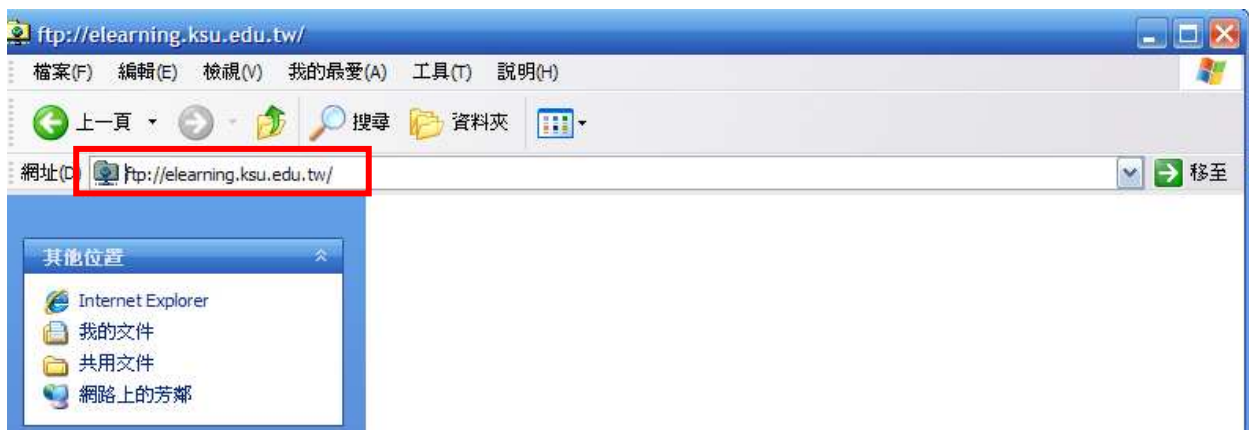 ftp://elearning.ksu.edu.tw/
檔案(F) 編輯(E) 檢視(V) 我的最愛(A) 工具(T) 說明(H)
上一頁 搜尋 資料夾
網址(D) ftp://elearning.ksu.edu.tw/ 移至
其他位置
Internet Explorer
我的文件
共用文件
網路上的芳鄰